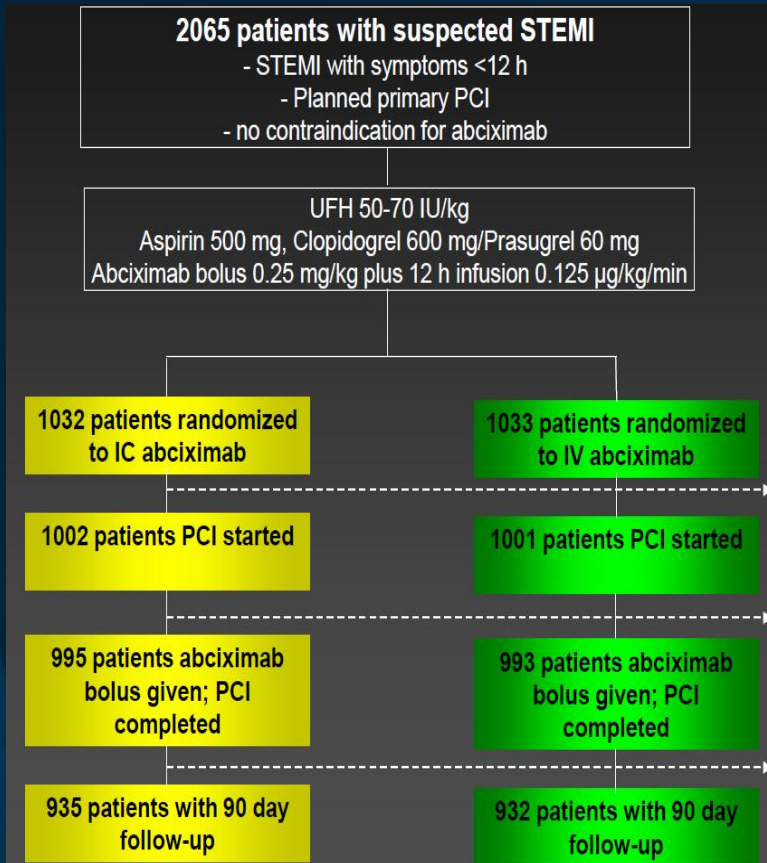 2065 patients with suspected STEMI
- STEMI with symptoms <12 h
- Planned primary PCI
- no contraindication for abciximab
UFH 50-70 IU/kg
Aspirin 500 mg, Clopidogrel 600 mg/Prasugrel 60 mg
Abciximab bolus 0.25 mg/kg plus 12 h infusion 0.125 µg/kg/min
1032 patients randomized
to IC abciximab
1033 patients randomized
to IV abciximab
1002 patients PCI started
1001 patients PCI started
995 patients abciximab
bolus given; PCI
completed
993 patients abciximab
bolus given; PCI
completed
935 patients with 90 day
follow-up
932 patients with 90 day
follow-up